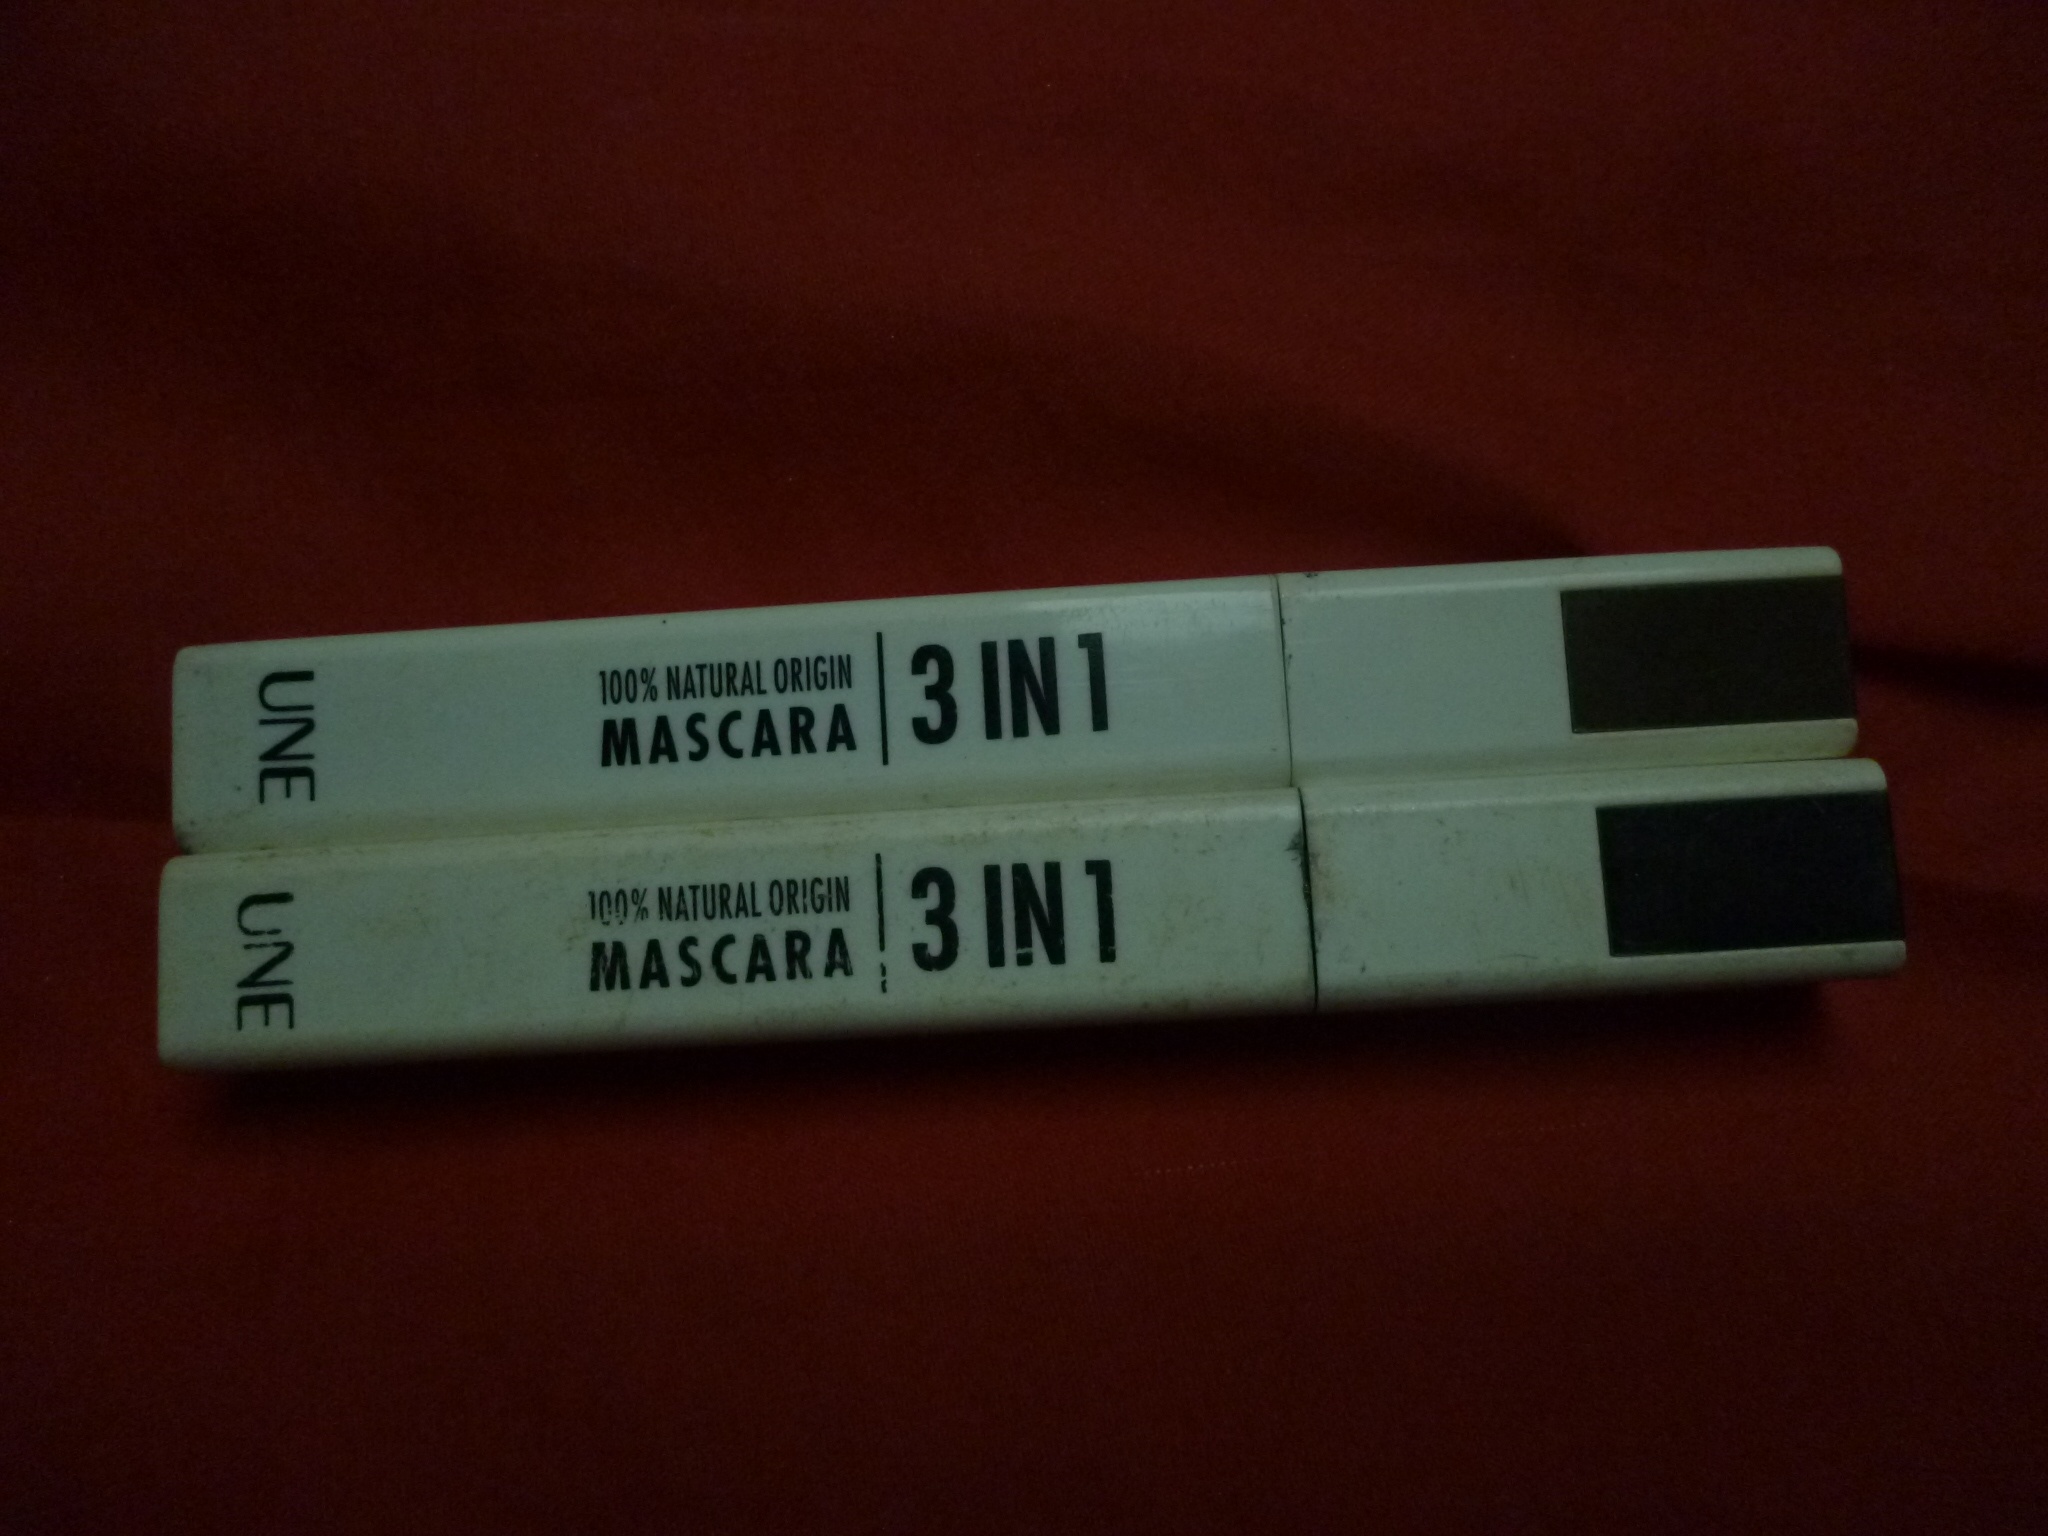 UNE
100% NATURAL ORIGIN
MASCARA
3 IN 1
UNE
100% NATURAL ORIGIN
MASCARA
3 IN 1